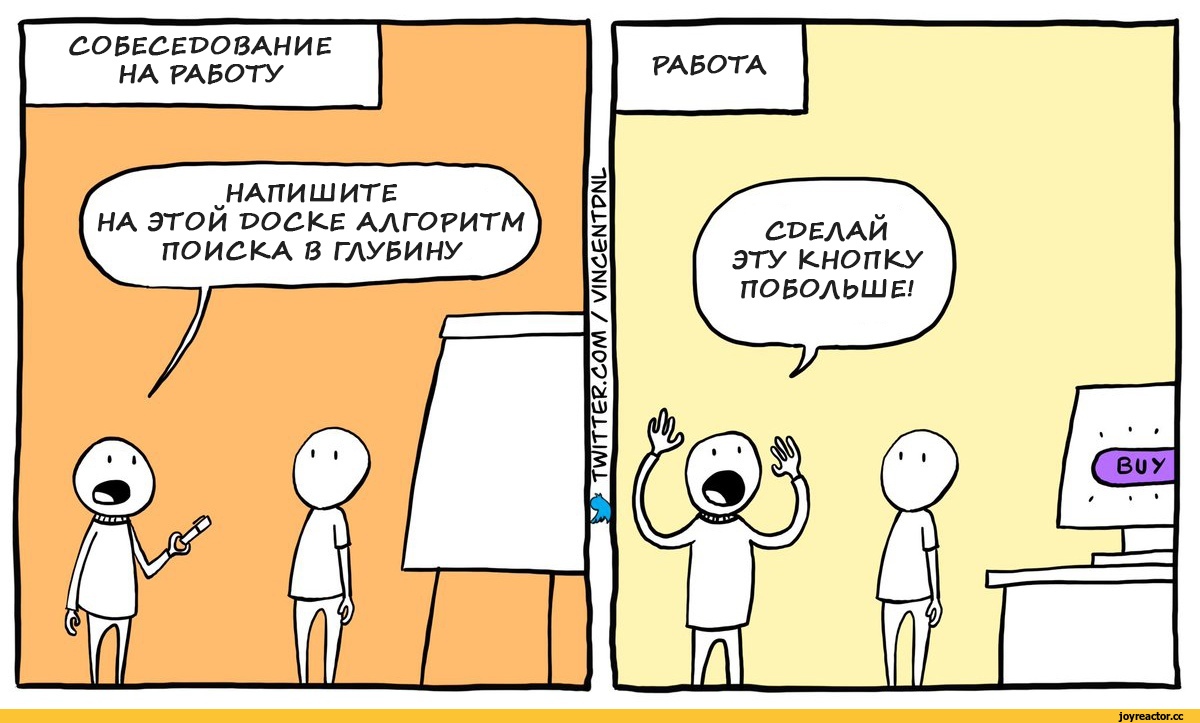 СОБЕСЕДОВАНИЕ
НА РАБОТУ
НАПИШИТЕ
НА ЭТОЙ ДОСКЕ АЛГОРИТМ
ПОИСКА В ГЛУБИНУ
TWITTER.COM / VINCENTDNL
РАБОТА
СДЕЛАЙ
ЭТУ КНОПКУ
ПОБОЛЬШЕ!
BUY
joyreactor.cc